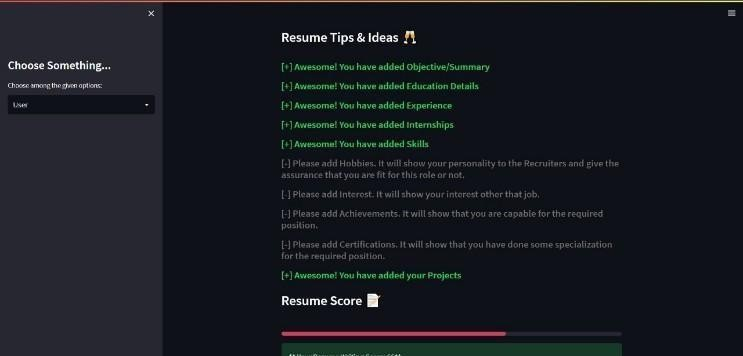 Choose Something...
Choose among the given options:
User
Resume Tips & Ideas
[+] Awesome! You have added Objective/Summary
[+] Awesome! You have added Education Details
[+] Awesome! You have added Experience
[+] Awesome! You have added Internships
[+] Awesome! You have added Skills
[-] Please add Hobbies. It will show your personality to the Recruiters and give the
assurance that you are fit for this role or not.
[-] Please add Interest. It will show your interest other that job.
[-] Please add Achievements. It will show that you are capable for the required
position.
[-] Please add Certifications. It will show that you have done some specialization
for the required position.
[+] Awesome! You have added your Projects
Resume Score